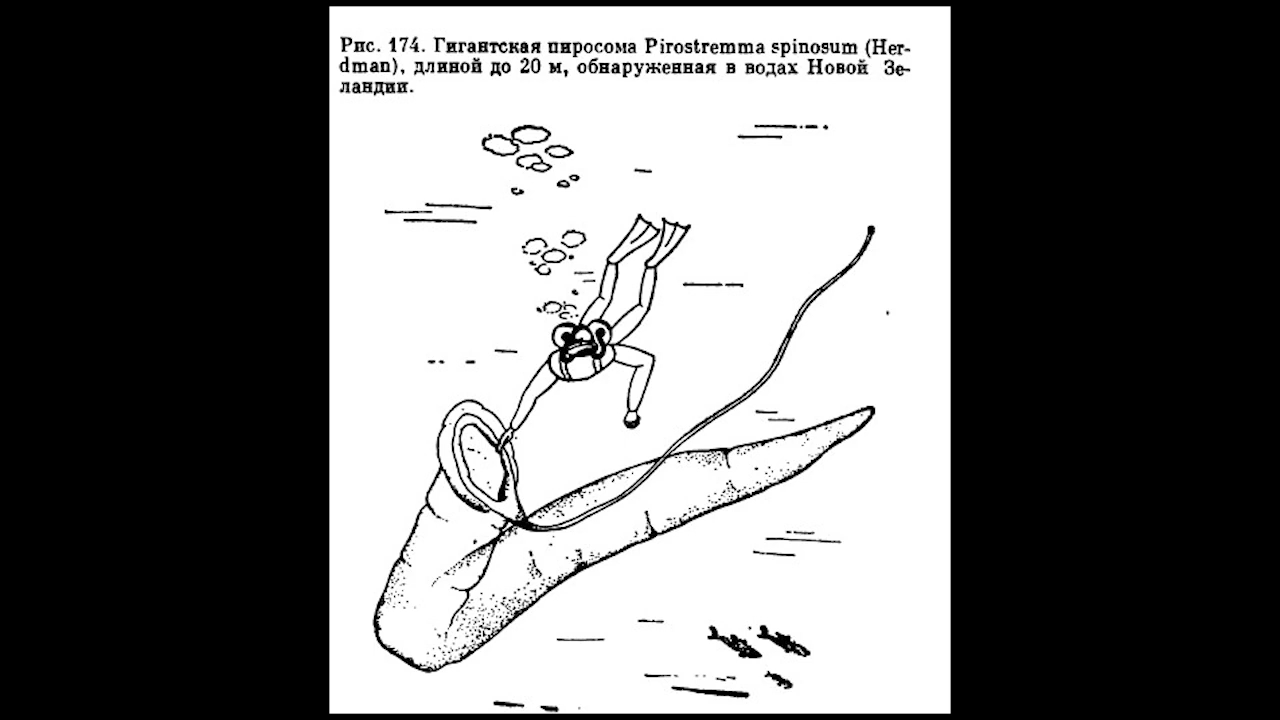 Рис. 174. Гигантская пиросома Pirostremma spinosum (Her-
dman), длиной до 20 м, обнаруженная в водах Новой Зе-
ландии.